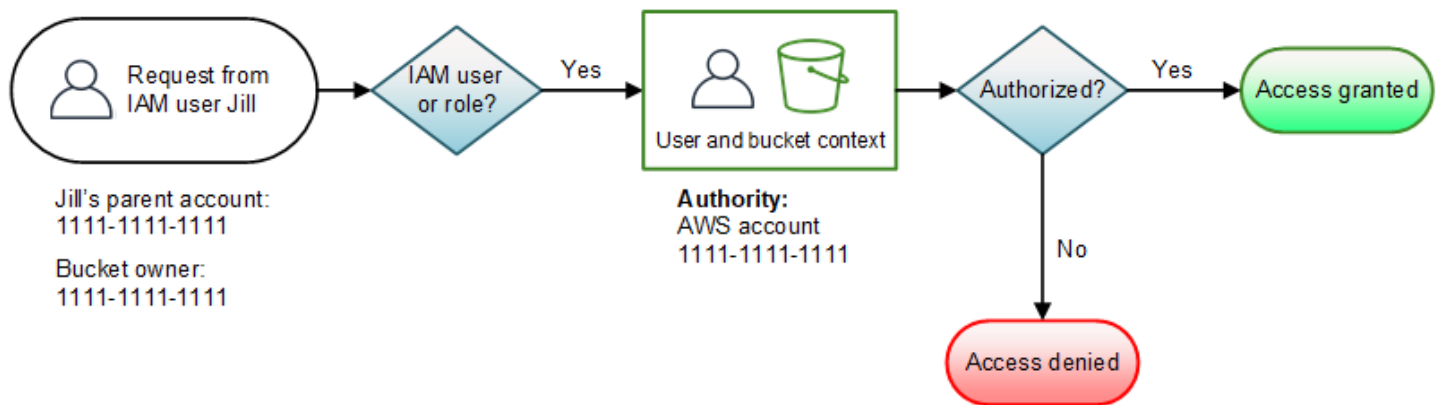 Request from
IAM user Jill
IAM user
or role?
Yes
User and bucket context
Authorized?
Yes
Access granted
Jill's parent account:
1111-1111-1111
Bucket owner:
1111-1111-1111
Authority:
AWS account
1111-1111-1111
No
Access denied